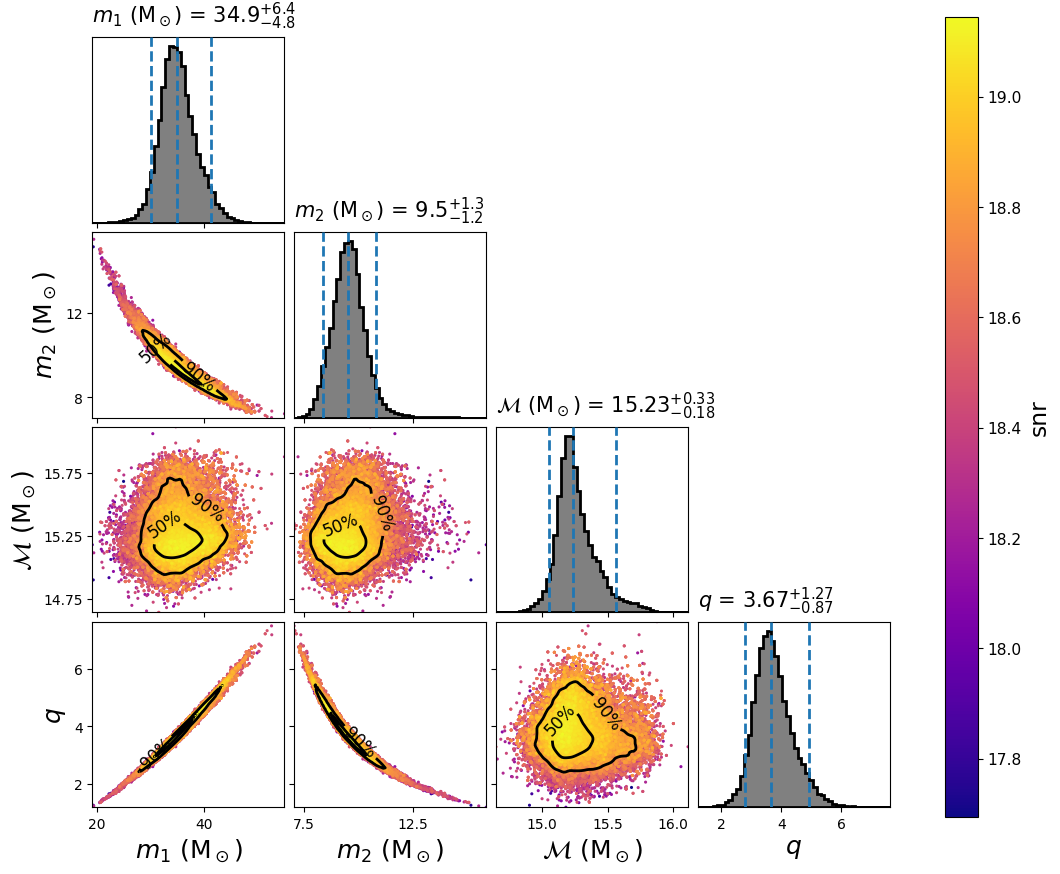 m₁ (M⊙) = 34.9+6.4−4.8
19.0
m₂ (M⊙) = 9.5+1.3−1.2
18.8
m₂ (M⊙)
12
8
50%
90%
18.6
ℳ (M⊙) = 15.23+0.33−0.18
snr
18.4
ℳ (M⊙)
15.75
15.25
14.75
50%
90%
50%
90%
18.2
q = 3.67+1.27−0.87
18.0
q
6
4
2
90%
90%
50%
90%
17.8
20 40 7.5 12.5 15.0 15.5 16.0 2 4 6
m₁ (M⊙) m₂ (M⊙) ℳ (M⊙) q